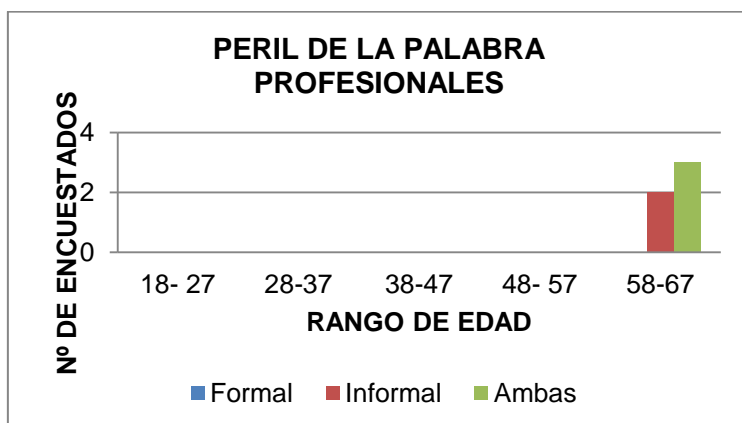 PERIL DE LA PALABRA
PROFESIONALES
Nº DE ENCUESTADOS
4
2
0
18- 27 28-37 38-47 48- 57 58-67
RANGO DE EDAD
Formal Informal Ambas